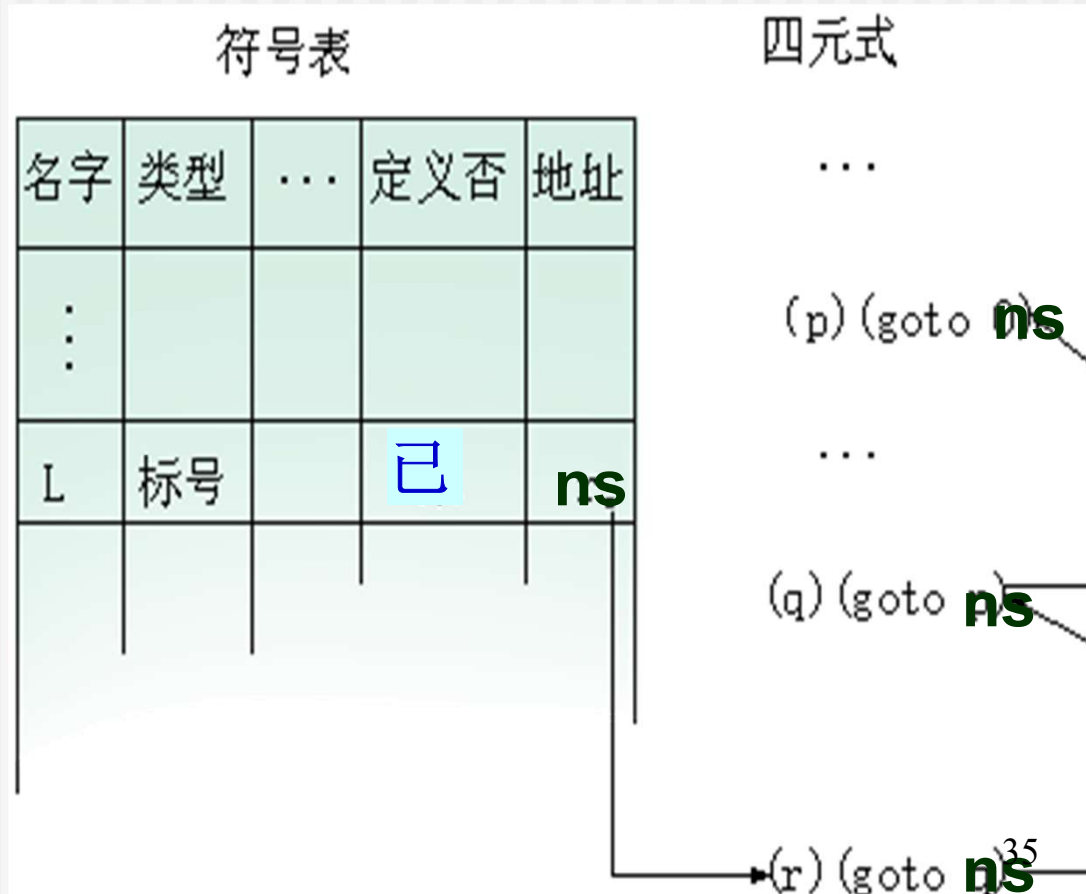 符号表
四元式
名字 类型 ... 定义否 地址
...
(p)(goto ns
L 标号 已 ns
...
(q)(goto ns
(r)(goto ns
35